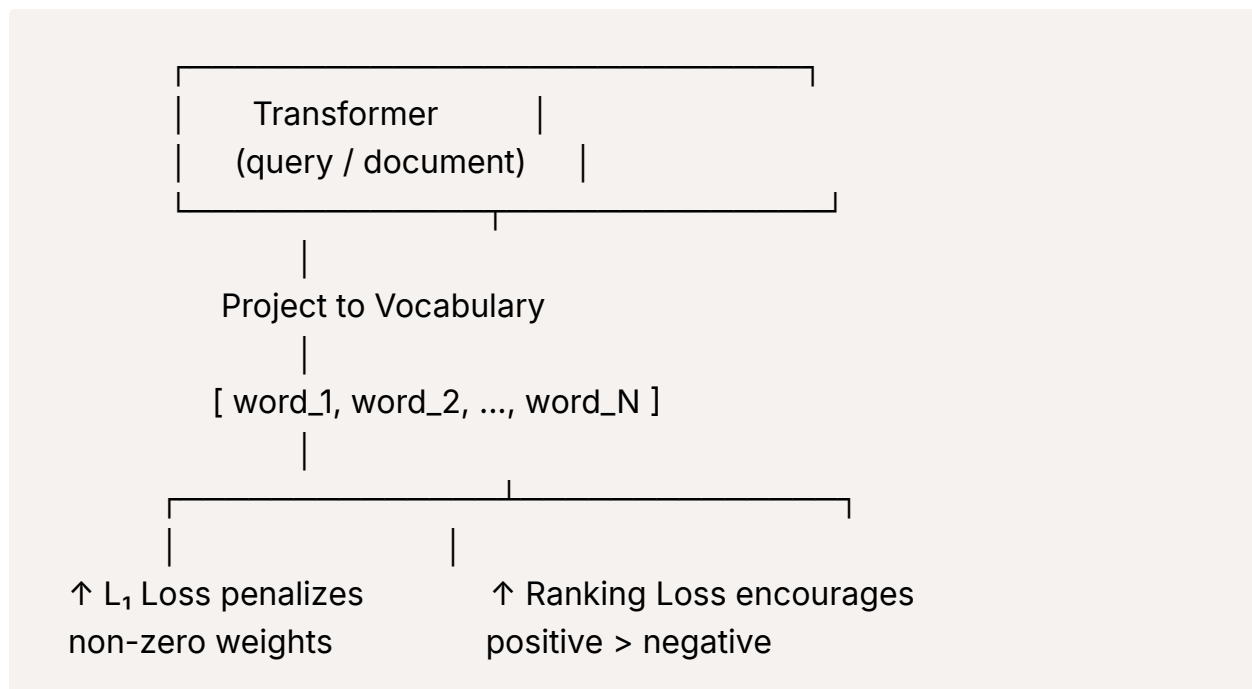 Transformer
(query / document)
Project to Vocabulary
[ word_1, word_2, ..., word_N ]
↑ L₁ Loss penalizes ↑ Ranking Loss encourages
non-zero weights positive > negative